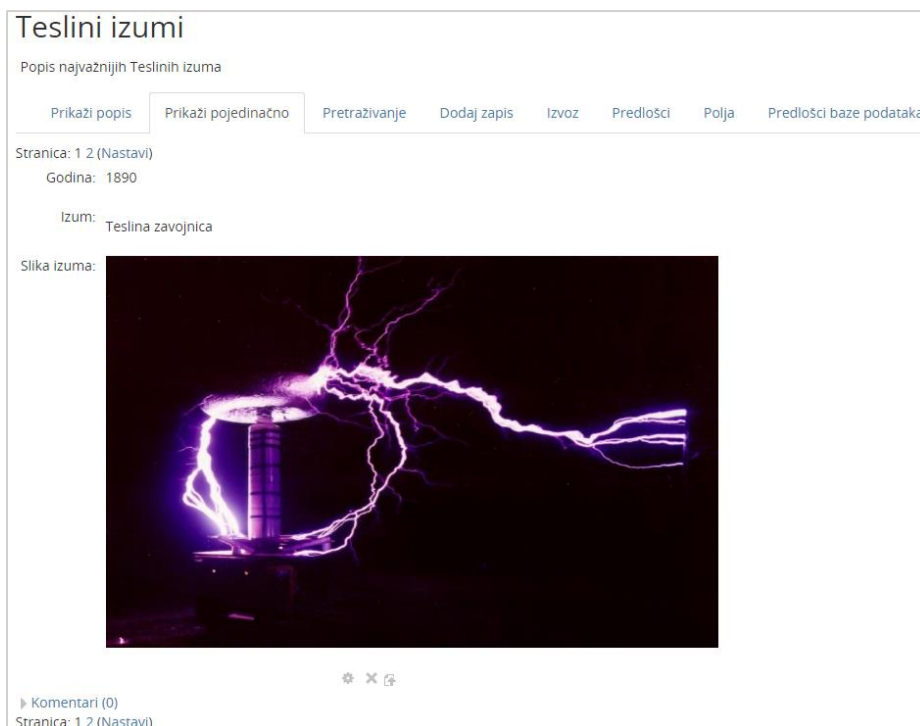 Teslini izumi
Popis najvažnijih Teslinih izuma
Prikaži popis Prikaži pojedinačno Pretraživanje Dodaj zapis Izvoz Predlošci Polja Predlošci baze podataka
Stranica: 1 2 (Nastavi)
Godina: 1890
Izum: Teslina zavojnica
Slika izuma:
Komentari (0)
Stranica: 1 2 (Nastavi)